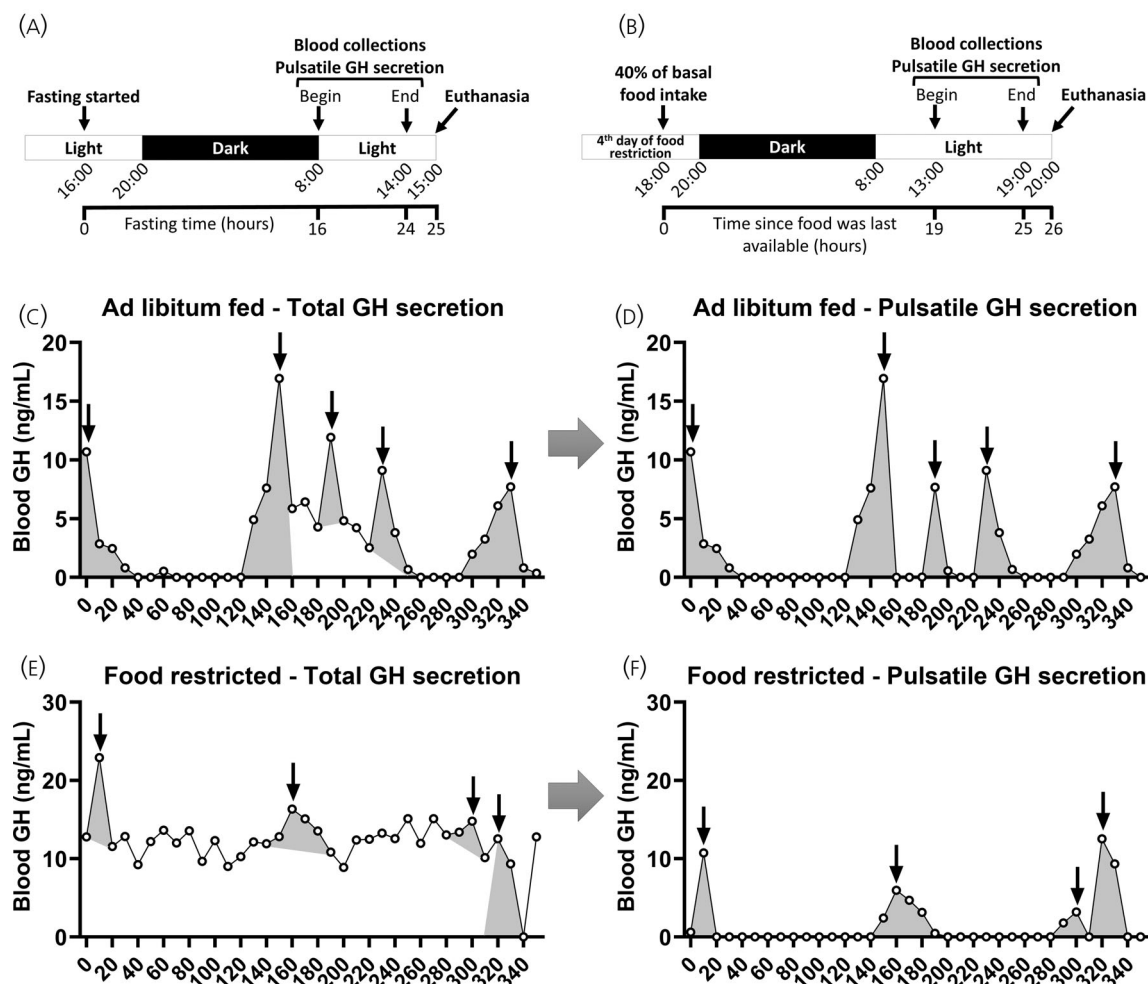 (A)
Blood collections
Pulsatile GH secretion
Fasting started
Begin
End
Euthanasia
Light
Dark
Light
16:00
20:00
8:00
14:00
15:00
0
Fasting time (hours)
16
24
25
(B)
Blood collections
Pulsatile GH secretion
40% of basal
food intake
Begin
End
Euthanasia
4th day of food
restriction
Dark
Light
18:00
20:00
8:00
13:00
19:00
20:00
0
Time since food was last
available (hours)
19
25
26
(C)
Ad libitum fed - Total GH secretion
Blood GH (ng/mL)
20
15
10
5
0
0
20
40
60
80
100
120
140
160
180
200
220
240
260
280
300
320
340
(D)
Ad libitum fed - Pulsatile GH secretion
Blood GH (ng/mL)
20
15
10
5
0
0
20
40
60
80
100
120
140
160
180
200
220
240
260
280
300
320
340
(E)
Food restricted - Total GH secretion
Blood GH (ng/mL)
30
20
10
0
0
20
40
60
80
100
120
140
160
180
200
220
240
260
280
300
320
340
(F)
Food restricted - Pulsatile GH secretion
Blood GH (ng/mL)
30
20
10
0
0
20
40
60
80
100
120
140
160
180
200
220
240
260
280
300
320
340